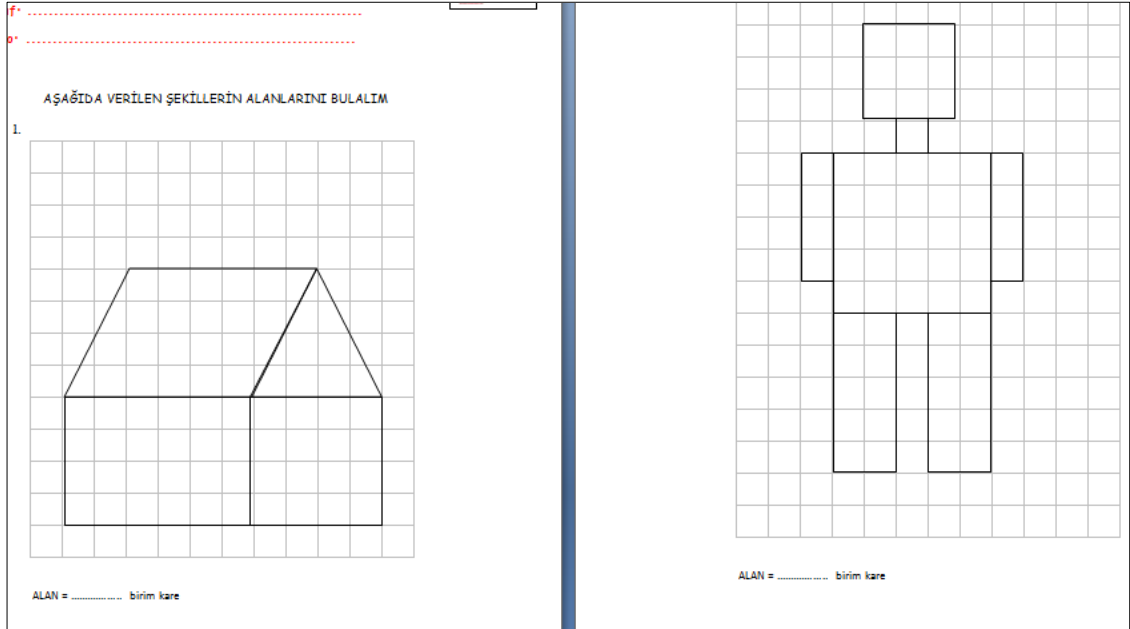 AŞAĞIDA VERİLEN ŞEKİLLERİN ALANLARINI BULALIM
1.
ALAN = .................. birim kare
ALAN = .................. birim kare